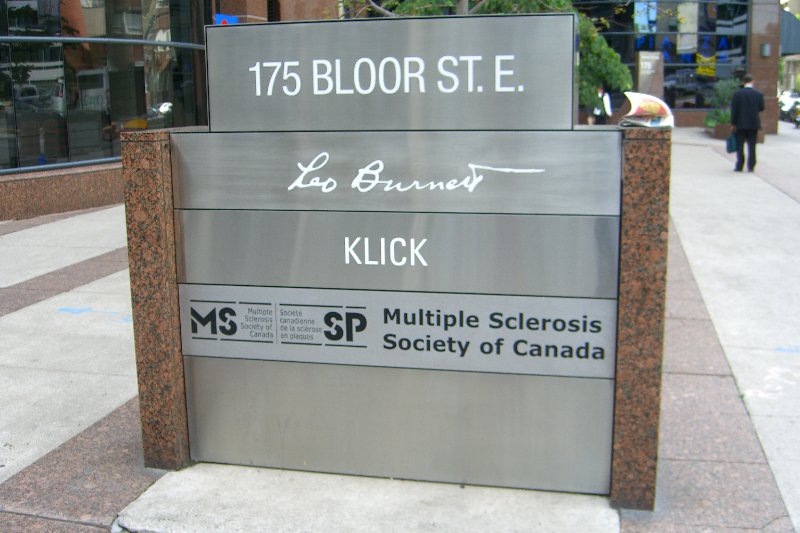 175 BLOOR ST. E.
Leo Burnett
KLICK
MS
Multiple
Sclerosis
Society of
Canada
Société
canadienne
de la sclérose
en plaques
SP
Multiple Sclerosis
Society of Canada